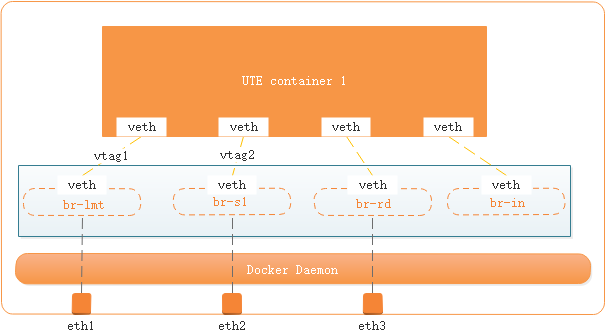 UTE container 1
veth veth veth veth
vtag1 vtag2
veth veth veth veth
br-lmt br-s1 br-rd br-in
Docker Daemon
eth1 eth2 eth3